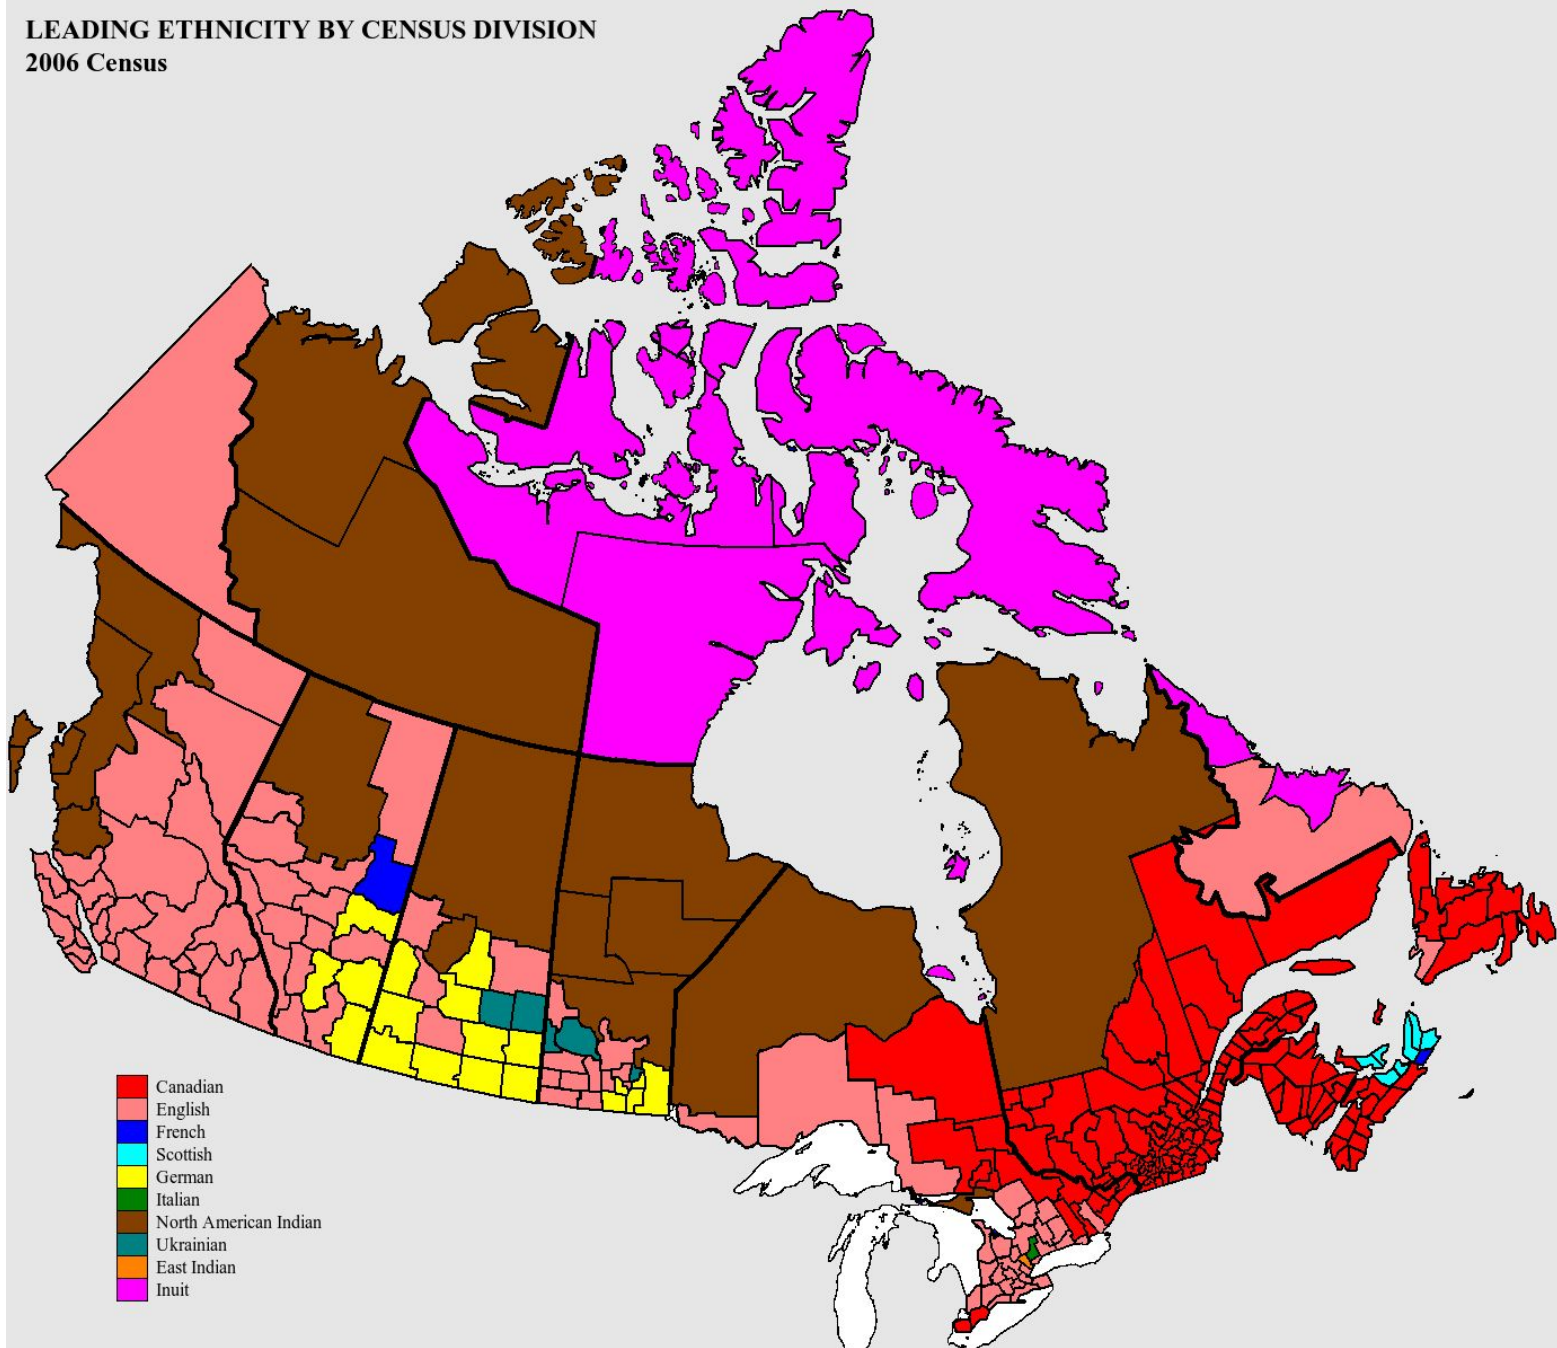 LEADING ETHNICITY BY CENSUS DIVISION
2006 Census
Canadian
English
French
Scottish
German
Italian
North American Indian
Ukrainian
East Indian
Inuit